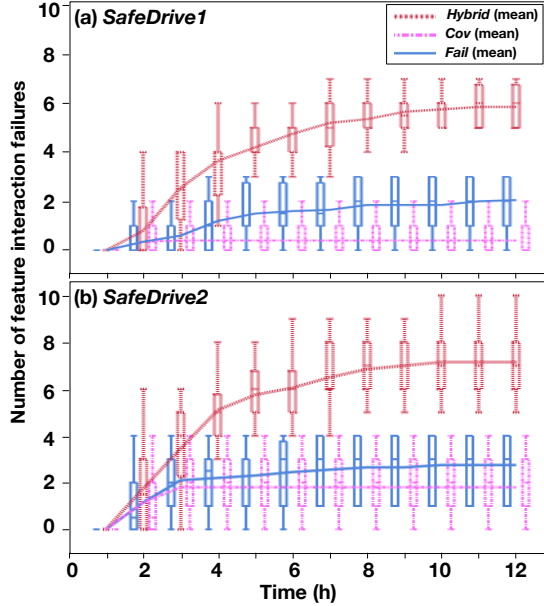 (a) SafeDrive1
Hybrid (mean)
Cov (mean)
Fail (mean)
10
8
6
4
2
0
(b) SafeDrive2
10
8
6
4
2
0
0 2 4 6 8 10 12
Time (h)
Number of feature interaction failures